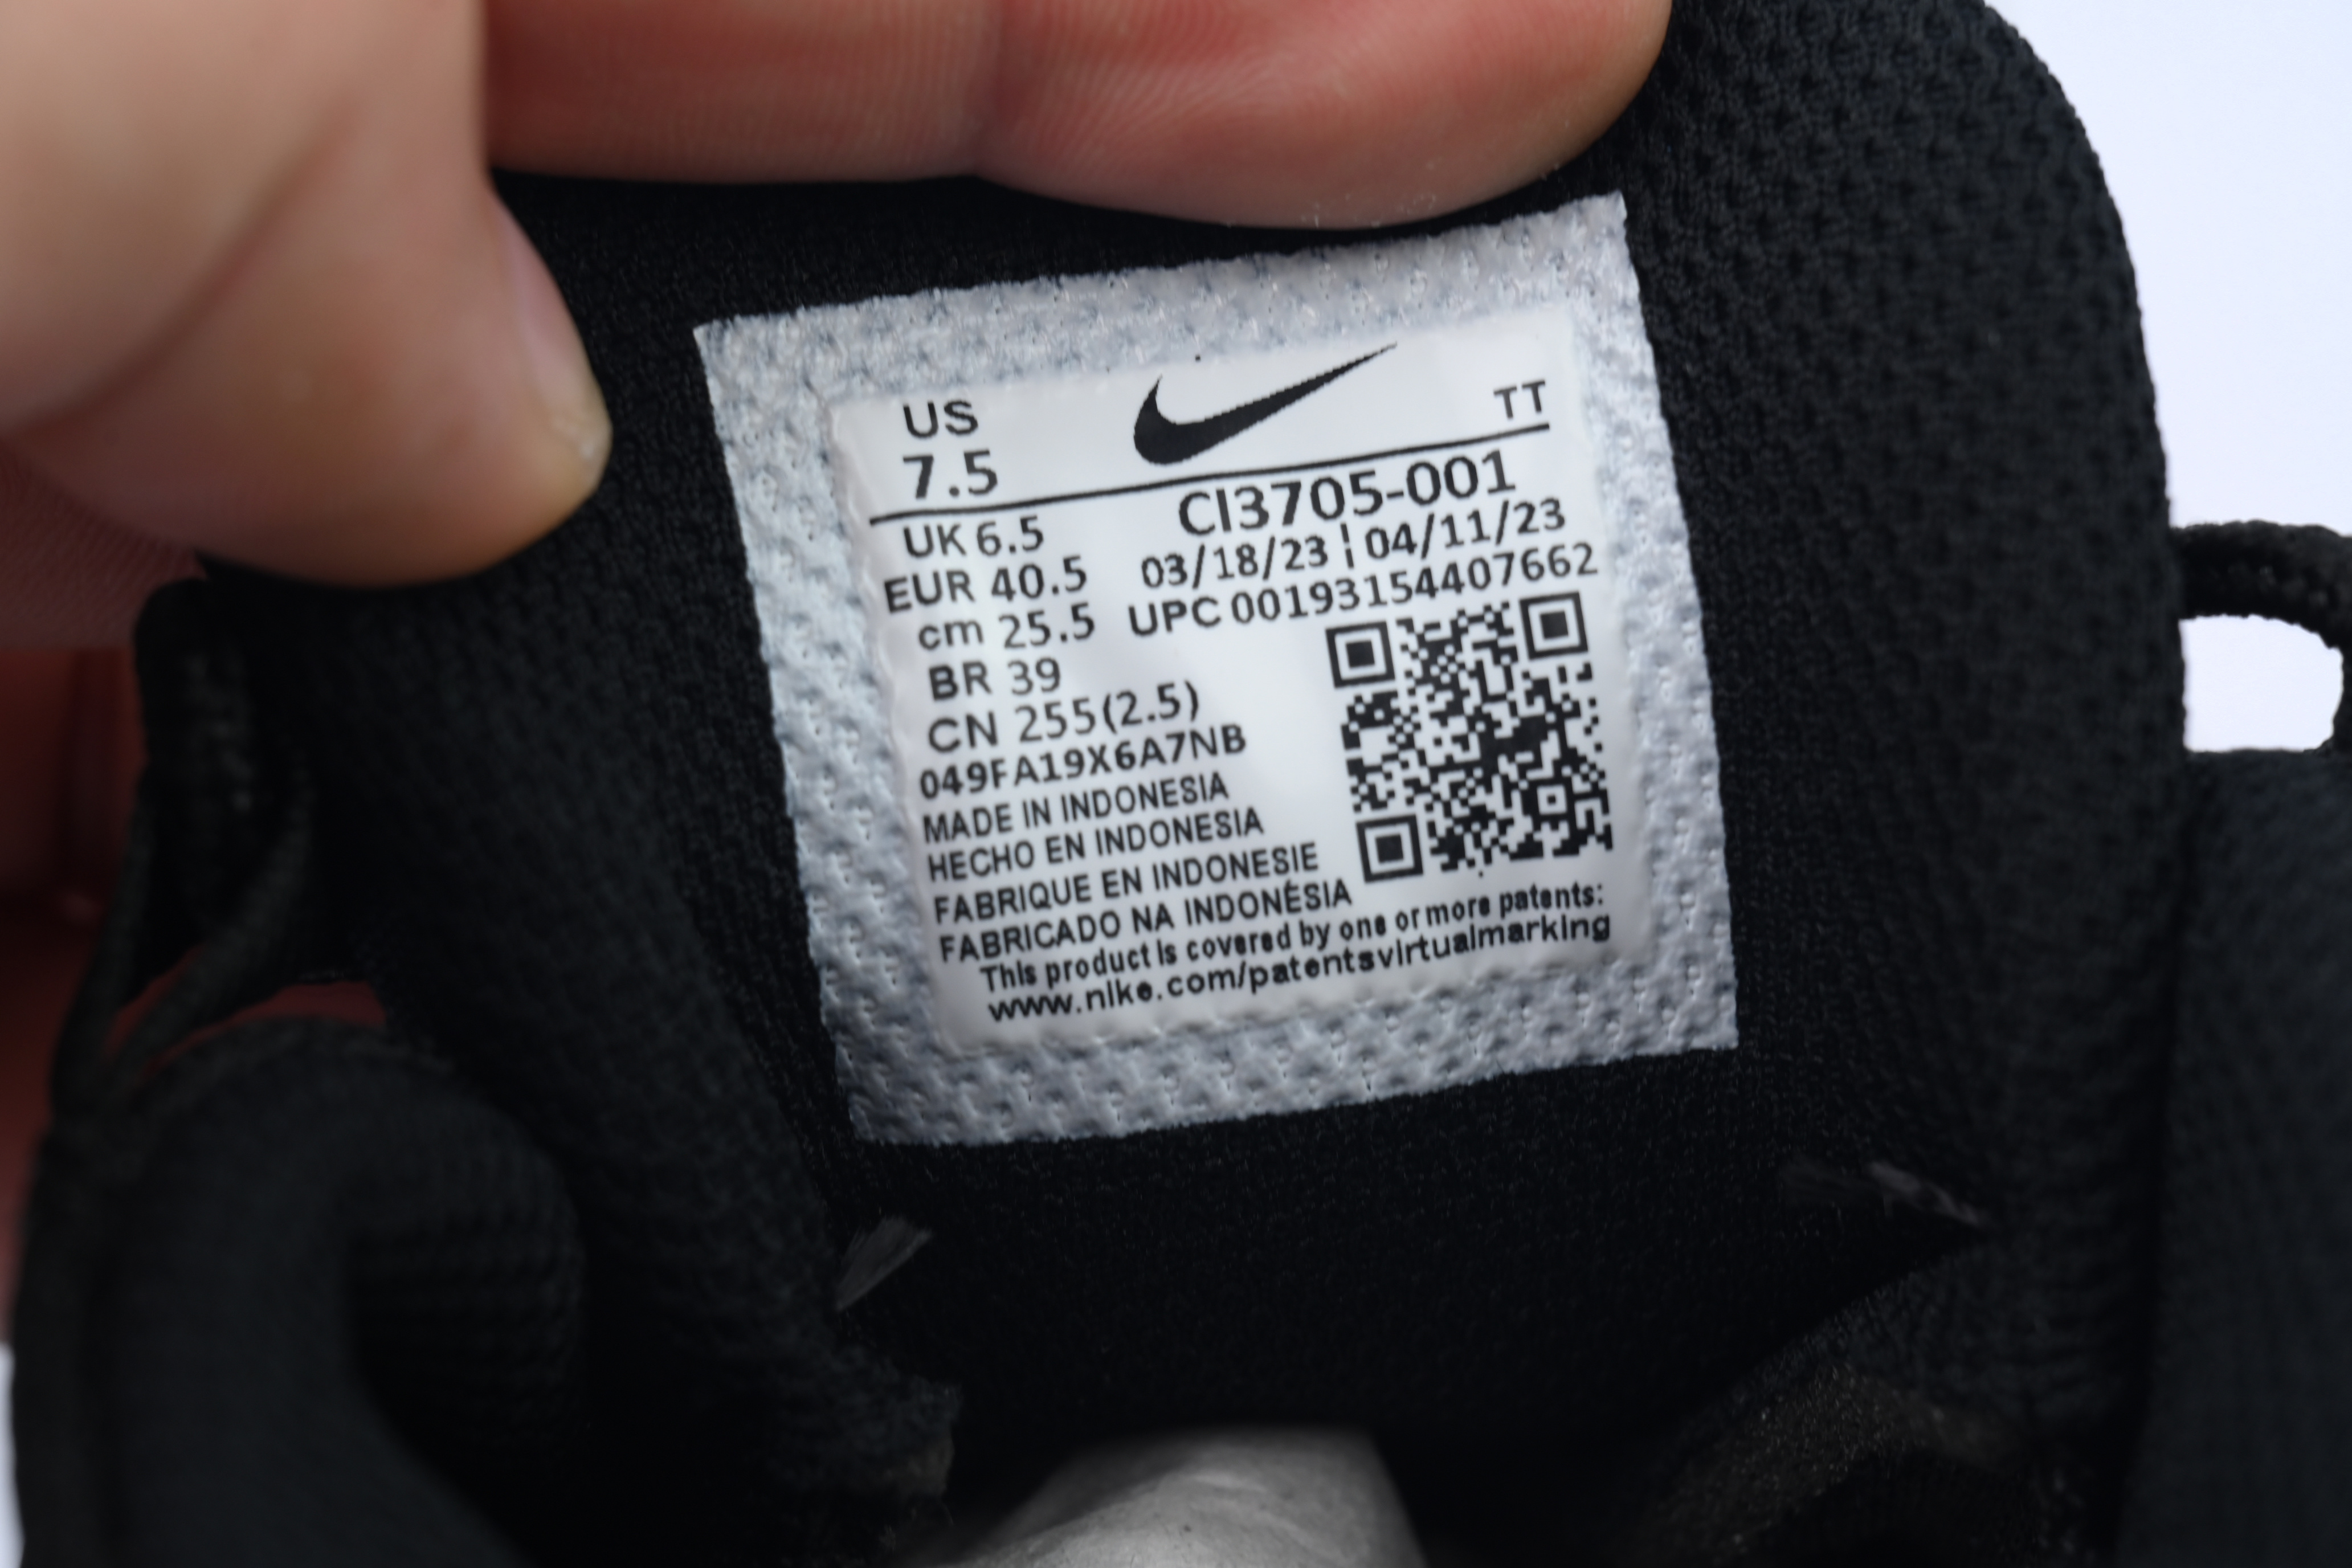 US TT
7.5
CI3705-001
UK 6.5 03/18/23 ¦ 04/11/23
EUR 40.5 UPC 00193154407662
cm 25.5
BR 39
CN 255(2.5)
049FA19X6A7NB
MADE IN INDONESIA
HECHO EN INDONESIA
FABRIQUE EN INDONESIE
FABRICADO NA INDONÉSIA
This product is covered by one or more patents:
www.nike.com/patentsvirtualmarking